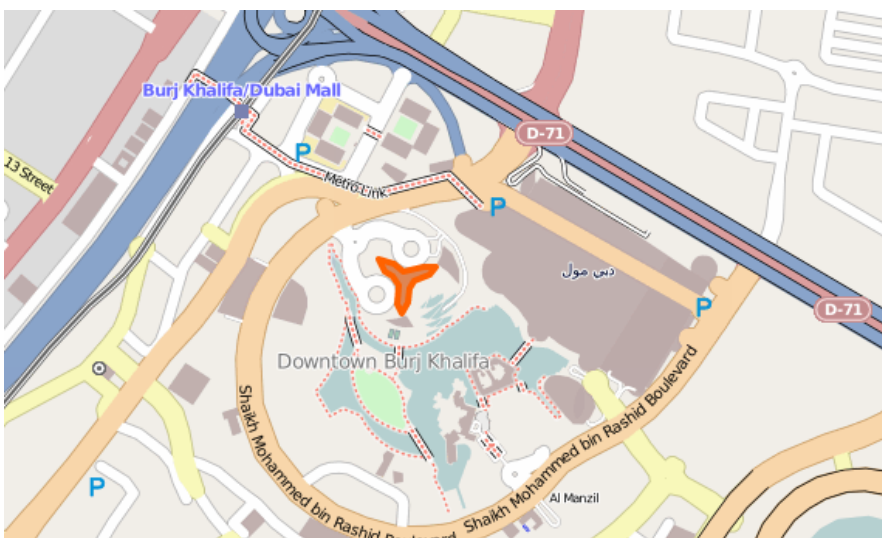 Burj Khalifa/Dubai Mall
D-71
P
13 Street
Metro Link
P
دبي مول
P
D-71
Downtown Burj Khalifa
Shaikh Mohammed bin Rashid Boulevard
Shaikh Mohammed bin Rashid Boulevard
P
Al Manzil